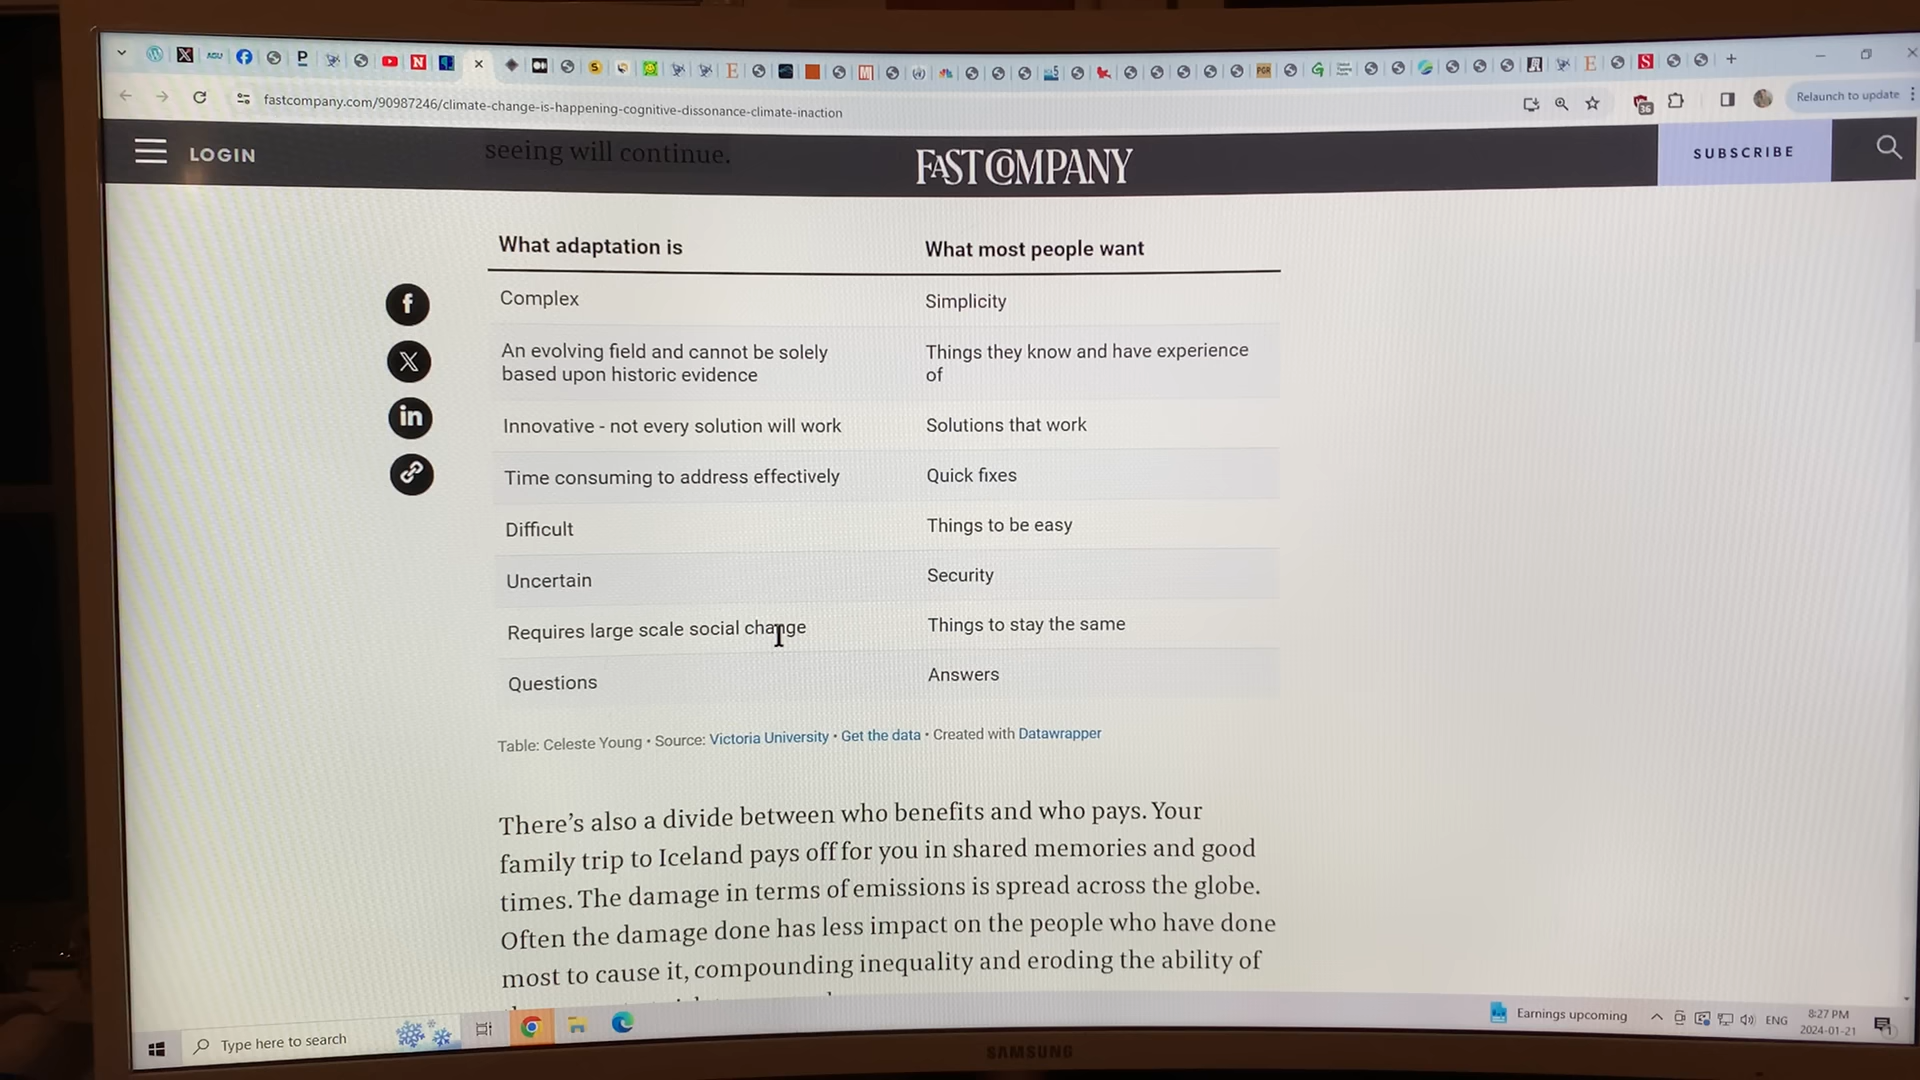 fastcompany.com/90987246/climate-change-is-happening-cognitive-dissonance-climate-inaction
Relaunch to update
LOGIN
seeing will continue.
FAST COMPANY
SUBSCRIBE
What adaptation is
What most people want
Complex
Simplicity
An evolving field and cannot be solely
based upon historic evidence
Things they know and have experience
of
Innovative - not every solution will work
Solutions that work
Time consuming to address effectively
Quick fixes
Difficult
Things to be easy
Uncertain
Security
Requires large scale social change
Things to stay the same
Questions
Answers
Table: Celeste Young • Source: Victoria University • Get the data • Created with Datawrapper
There's also a divide between who benefits and who pays. Your
family trip to Iceland pays off for you in shared memories and good
times. The damage in terms of emissions is spread across the globe.
Often the damage done has less impact on the people who have done
most to cause it, compounding inequality and eroding the ability of
Type here to search
Earnings upcoming
ENG
8:27 PM
2024-01-21
SAMSUNG